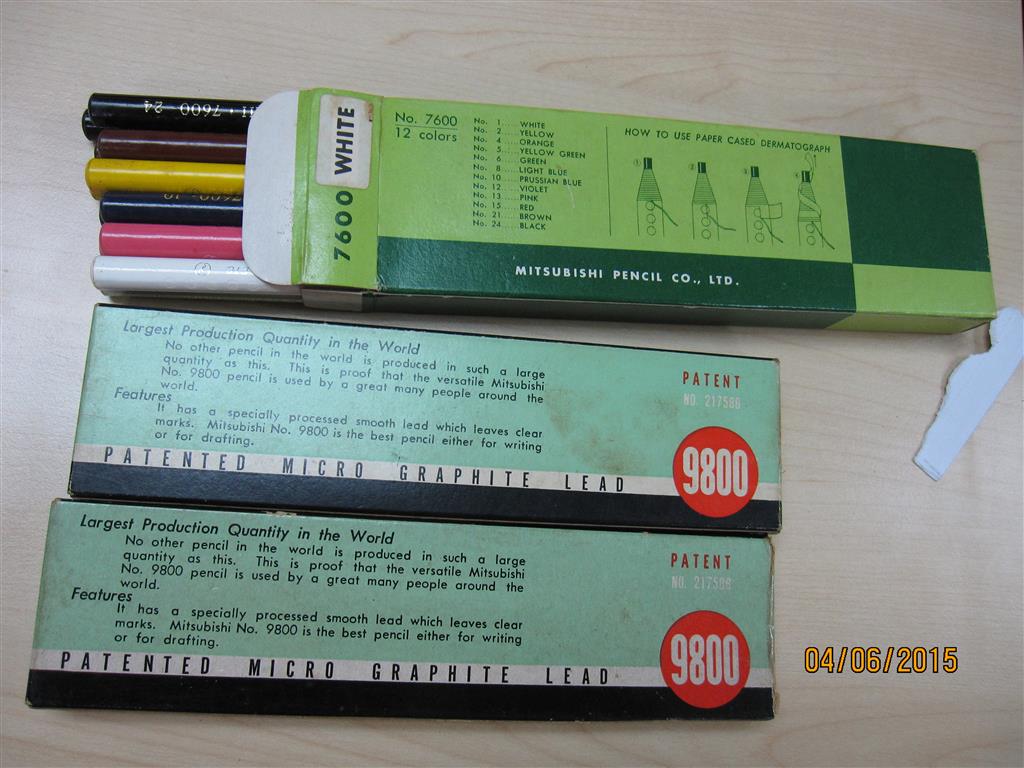 7600 24
7600 WHITE
No. 7600
12 colors
No. 1 ..... WHITE
No. 2 ..... YELLOW
No. 4 ..... ORANGE
No. 5 ..... YELLOW GREEN
No. 6 ..... GREEN
No. 8 ..... LIGHT BLUE
No. 10 ..... PRUSSIAN BLUE
No. 12 ..... VIOLET
No. 13 ..... PINK
No. 15 ..... RED
No. 21 ..... BROWN
No. 24 ..... BLACK
HOW TO USE PAPER CASED DERMATOGRAPH
① ② ③ ④
MITSUBISHI PENCIL CO., LTD.
Largest Production Quantity in the World
No other pencil in the world is produced in such a large
quantity as this. This is proof that the versatile Mitsubishi
No. 9800 pencil is used by a great many people around the
world.
Features
It has a specially processed smooth lead which leaves clear
marks. Mitsubishi No. 9800 is the best pencil either for writing
or for drafting.
PATENTED MICRO GRAPHITE LEAD
PATENT
NO. 217586
9800
Largest Production Quantity in the World
No other pencil in the world is produced in such a large
quantity as this. This is proof that the versatile Mitsubishi
No. 9800 pencil is used by a great many people around the
world.
Features
It has a specially processed smooth lead which leaves clear
marks. Mitsubishi No. 9800 is the best pencil either for writing
or for drafting.
PATENTED MICRO GRAPHITE LEAD
PATENT
NO. 217586
9800
04/06/2015